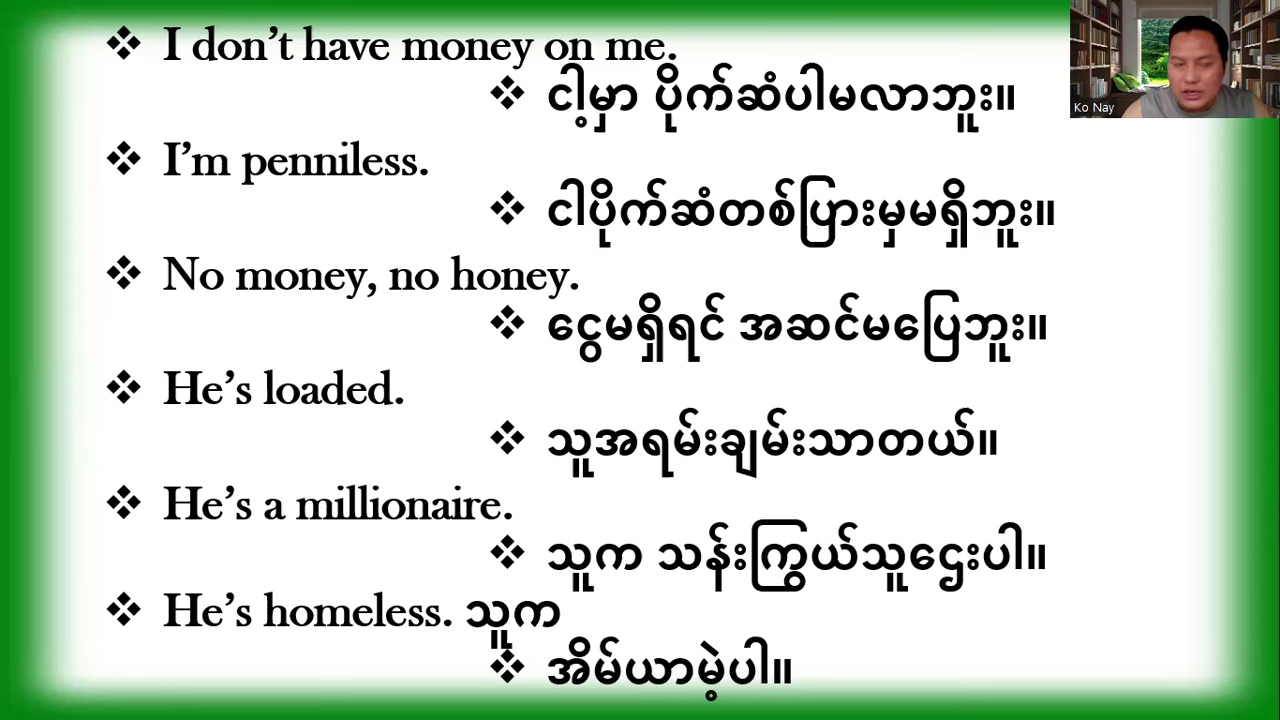 ❖ I don’t have money on me.
❖ ငါ့မှာ ပိုက်ဆံပါမလာဘူး။
❖ I’m penniless.
❖ ငါပိုက်ဆံတစ်ပြားမှမရှိဘူး။
❖ No money, no honey.
❖ ငွေမရှိရင် အဆင်မပြေဘူး။
❖ He’s loaded.
❖ သူအရမ်းချမ်းသာတယ်။
❖ He’s a millionaire.
❖ သူက သန်းကြွယ်သူဌေးပါ။
❖ He’s homeless. သူက
❖ အိမ်ယာမဲ့ပါ။
Ko Nay